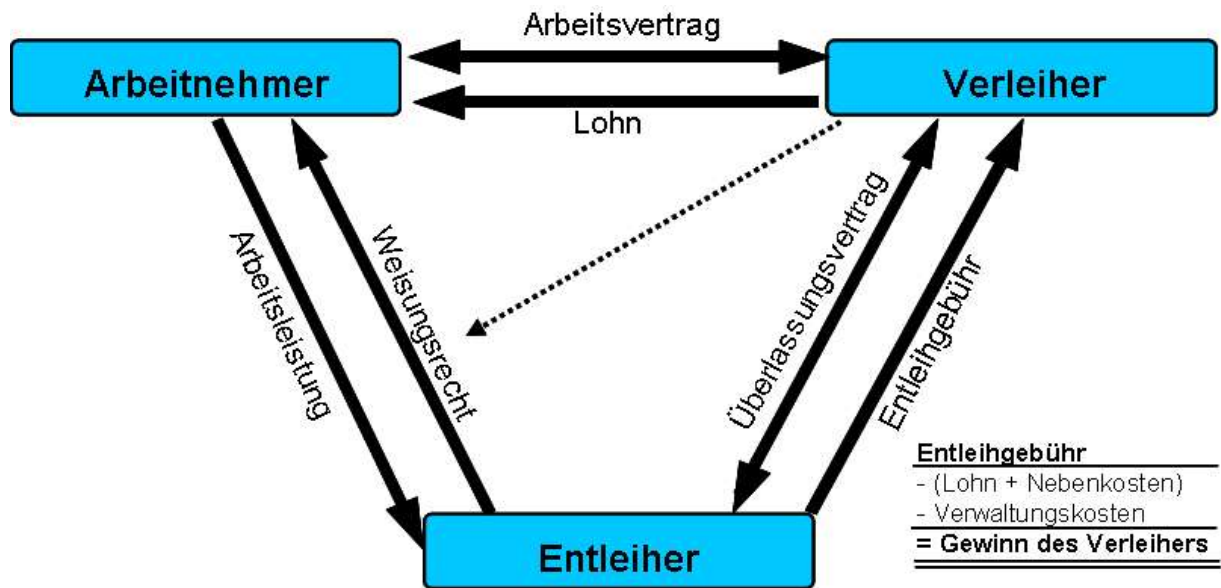 Arbeitsvertrag
Arbeitnehmer
Verleiher
Lohn
Arbeitsleistung
Weisungsrecht
Überlassungsvertrag
Entleihgebühr
Entleiher
Entleihgebühr
- (Lohn + Nebenkosten)
- Verwaltungskosten
= Gewinn des Verleihers